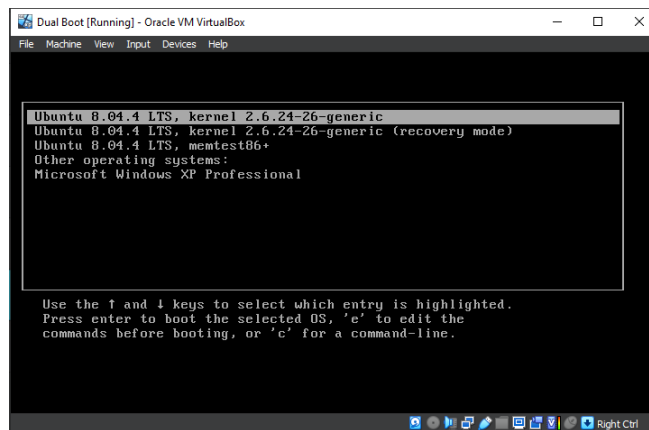 Dual Boot [Running] - Oracle VM VirtualBox
File Machine View Input Devices Help
Ubuntu 8.04.4 LTS, kernel 2.6.24-26-generic
Ubuntu 8.04.4 LTS, kernel 2.6.24-26-generic (recovery mode)
Ubuntu 8.04.4 LTS, memtest86+
Other operating systems:
Microsoft Windows XP Professional
Use the ↑ and ↓ keys to select which entry is highlighted.
Press enter to boot the selected OS, 'e' to edit the
commands before booting, or 'c' for a command-line.
Right Ctrl